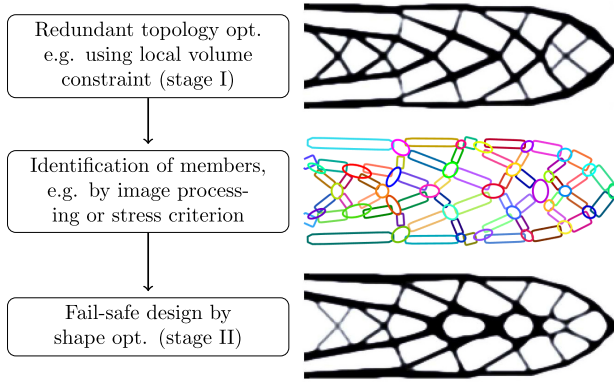 Redundant topology opt.
e.g. using local volume
constraint (stage I)
Identification of members,
e.g. by image process-
ing or stress criterion
Fail-safe design by
shape opt. (stage II)